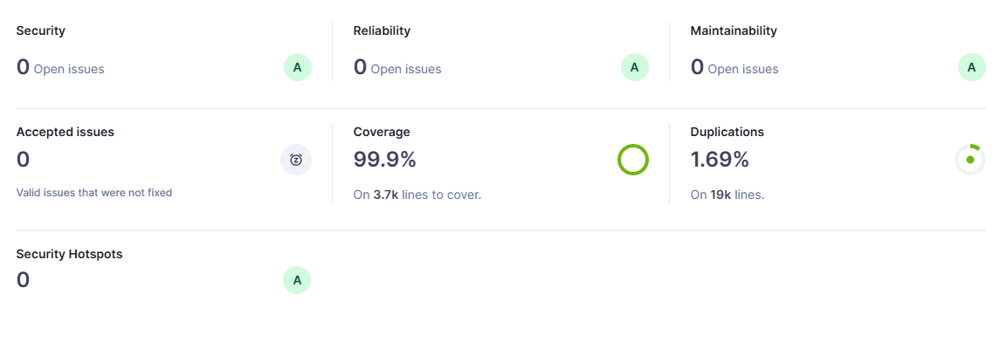 Security
0 Open issues
A
Reliability
0 Open issues
A
Maintainability
0 Open issues
A
Accepted issues
0
Valid issues that were not fixed
Coverage
99.9%
On 3.7k lines to cover.
Duplications
1.69%
On 19k lines.
Security Hotspots
0
A